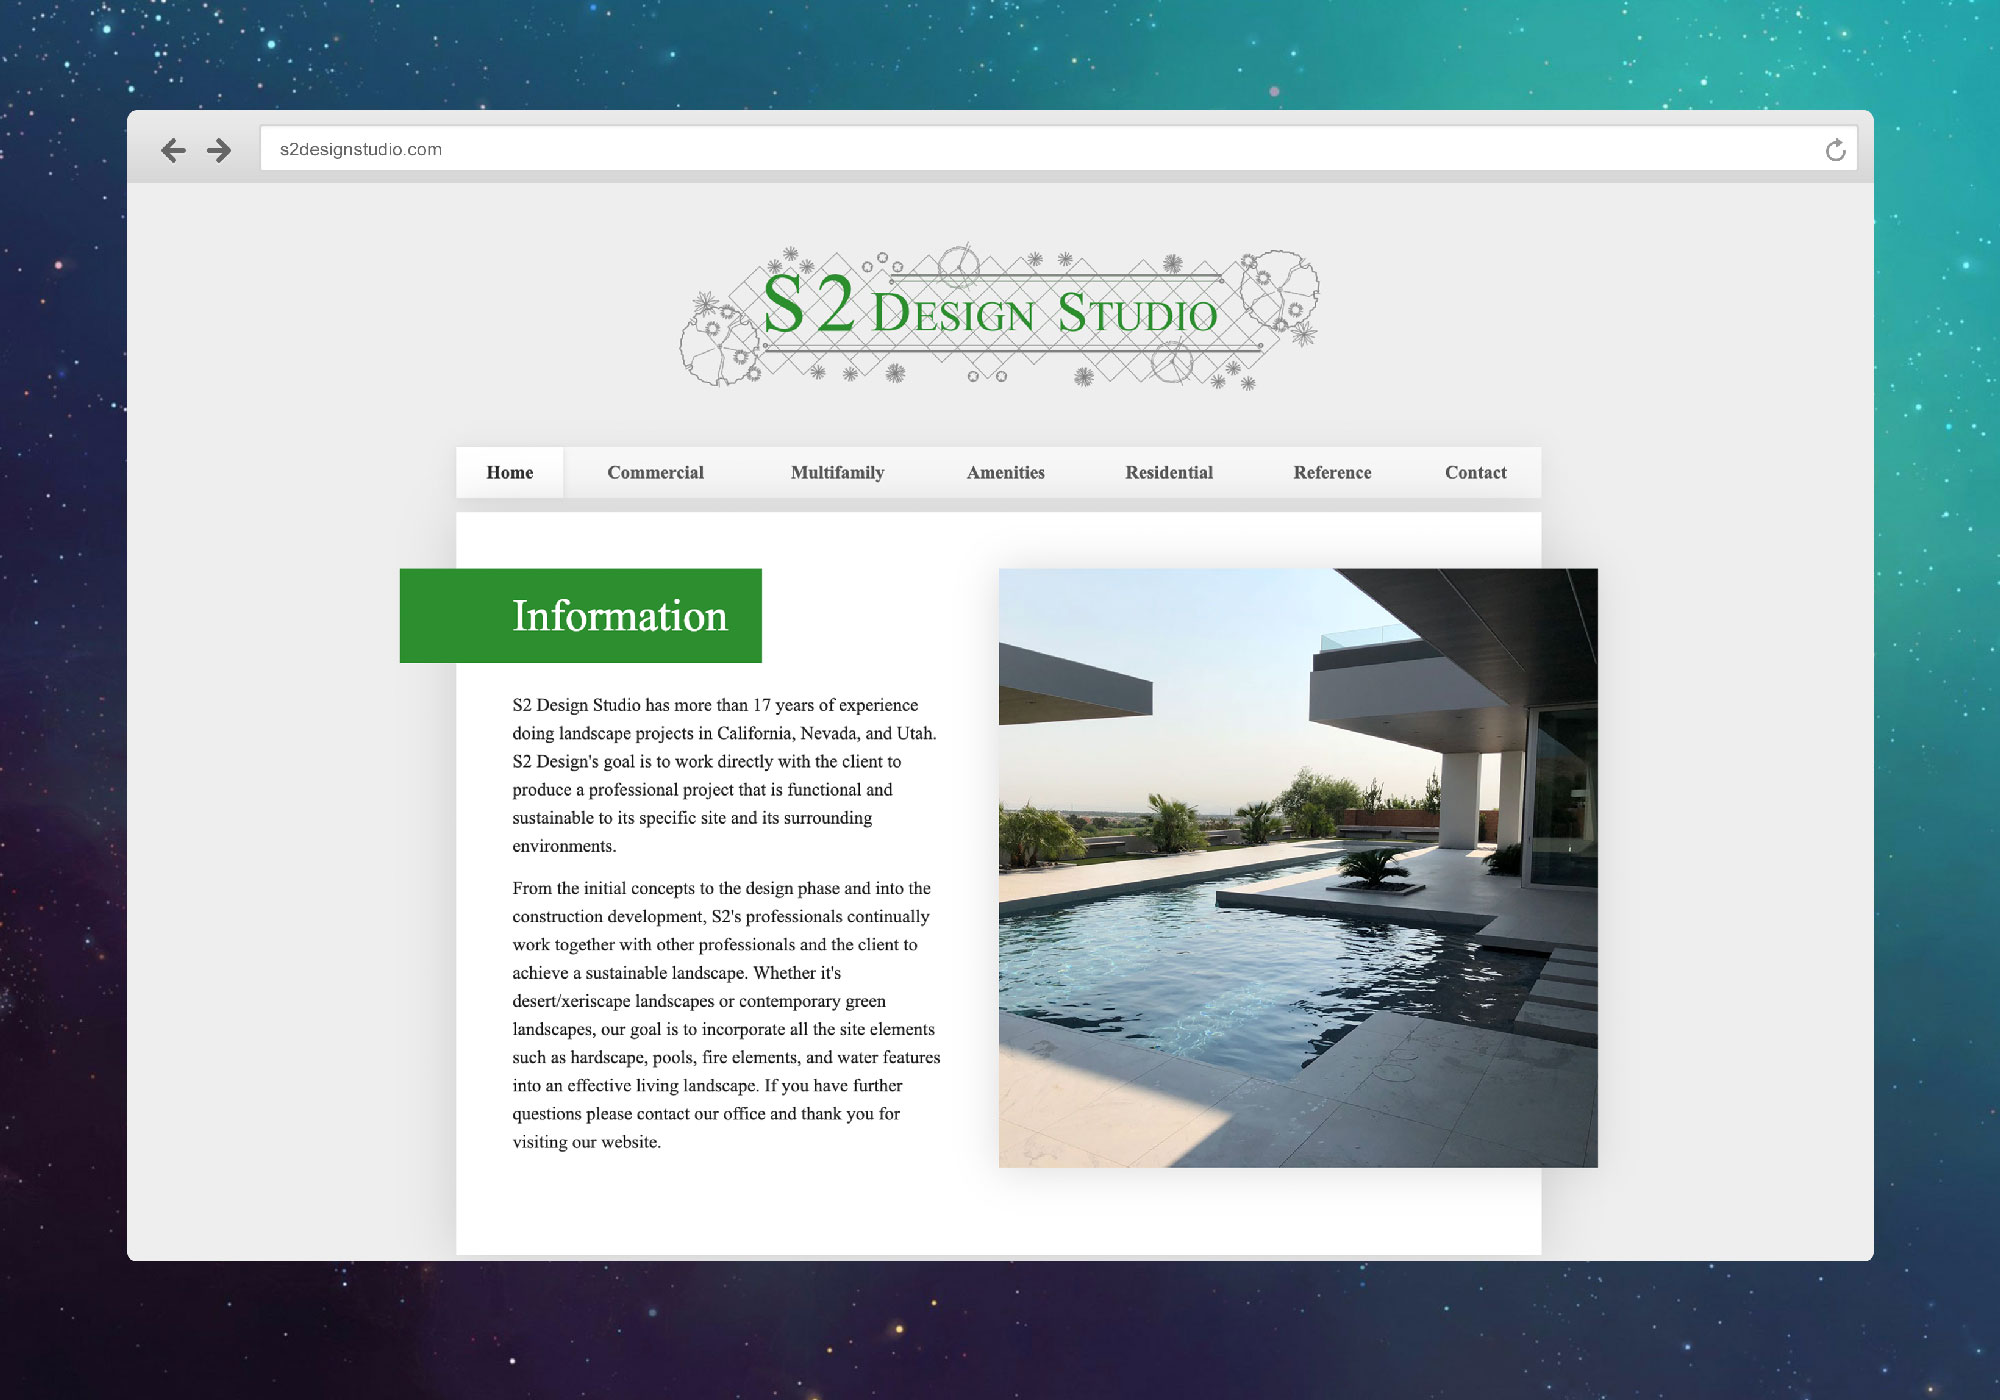 s2designstudio.com
S2 DESIGN STUDIO
Home Commercial Multifamily Amenities Residential Reference Contact
Information
S2 Design Studio has more than 17 years of experience
doing landscape projects in California, Nevada, and Utah.
S2 Design's goal is to work directly with the client to
produce a professional project that is functional and
sustainable to its specific site and its surrounding
environments.
From the initial concepts to the design phase and into the
construction development, S2's professionals continually
work together with other professionals and the client to
achieve a sustainable landscape. Whether it's
desert/xeriscape landscapes or contemporary green
landscapes, our goal is to incorporate all the site elements
such as hardscape, pools, fire elements, and water features
into an effective living landscape. If you have further
questions please contact our office and thank you for
visiting our website.